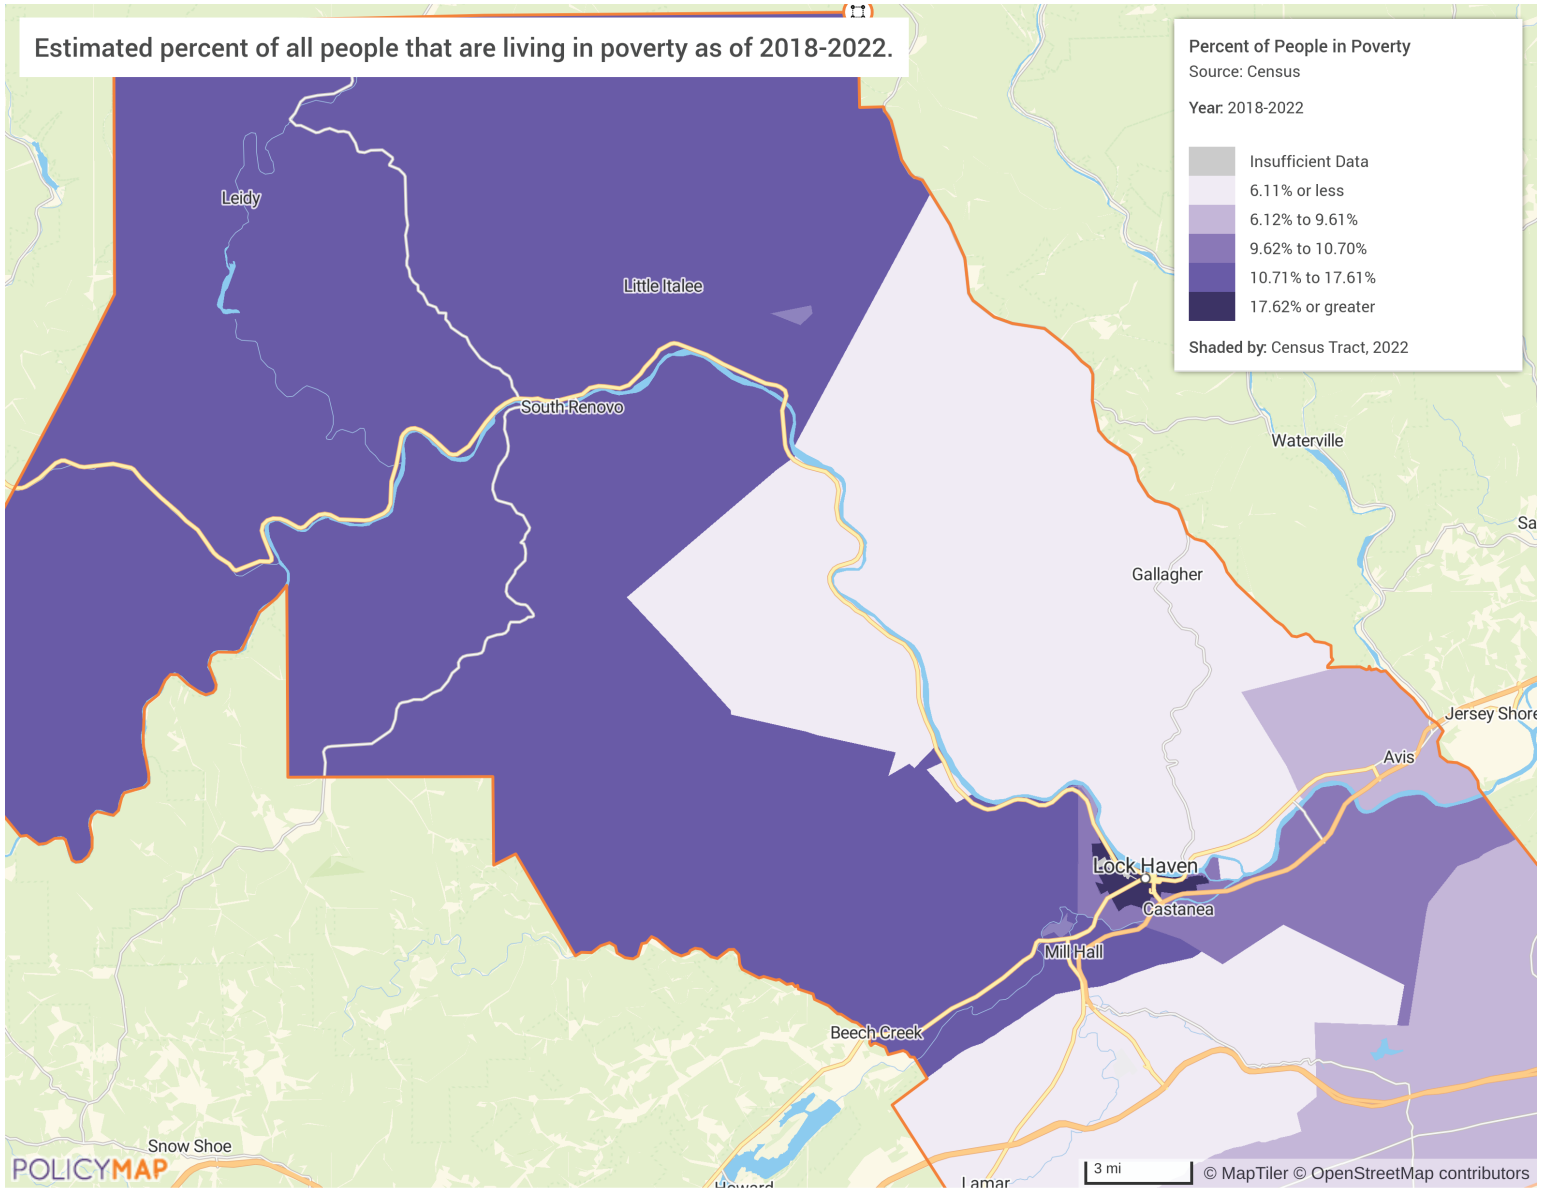 Estimated percent of all people that are living in poverty as of 2018-2022.
Percent of People in Poverty
Source: Census
Year: 2018-2022
Insufficient Data
6.11% or less
6.12% to 9.61%
9.62% to 10.70%
10.71% to 17.61%
17.62% or greater
Shaded by: Census Tract, 2022
Leidy
Little Italee
South Renovo
Waterville
Sa
Gallagher
Jersey Shore
Avis
Lock Haven
Castanea
Mill Hall
Beech Creek
Snow Shoe
POLICYMAP
Howard
Lamar
3 mi
© MapTiler © OpenStreetMap contributors